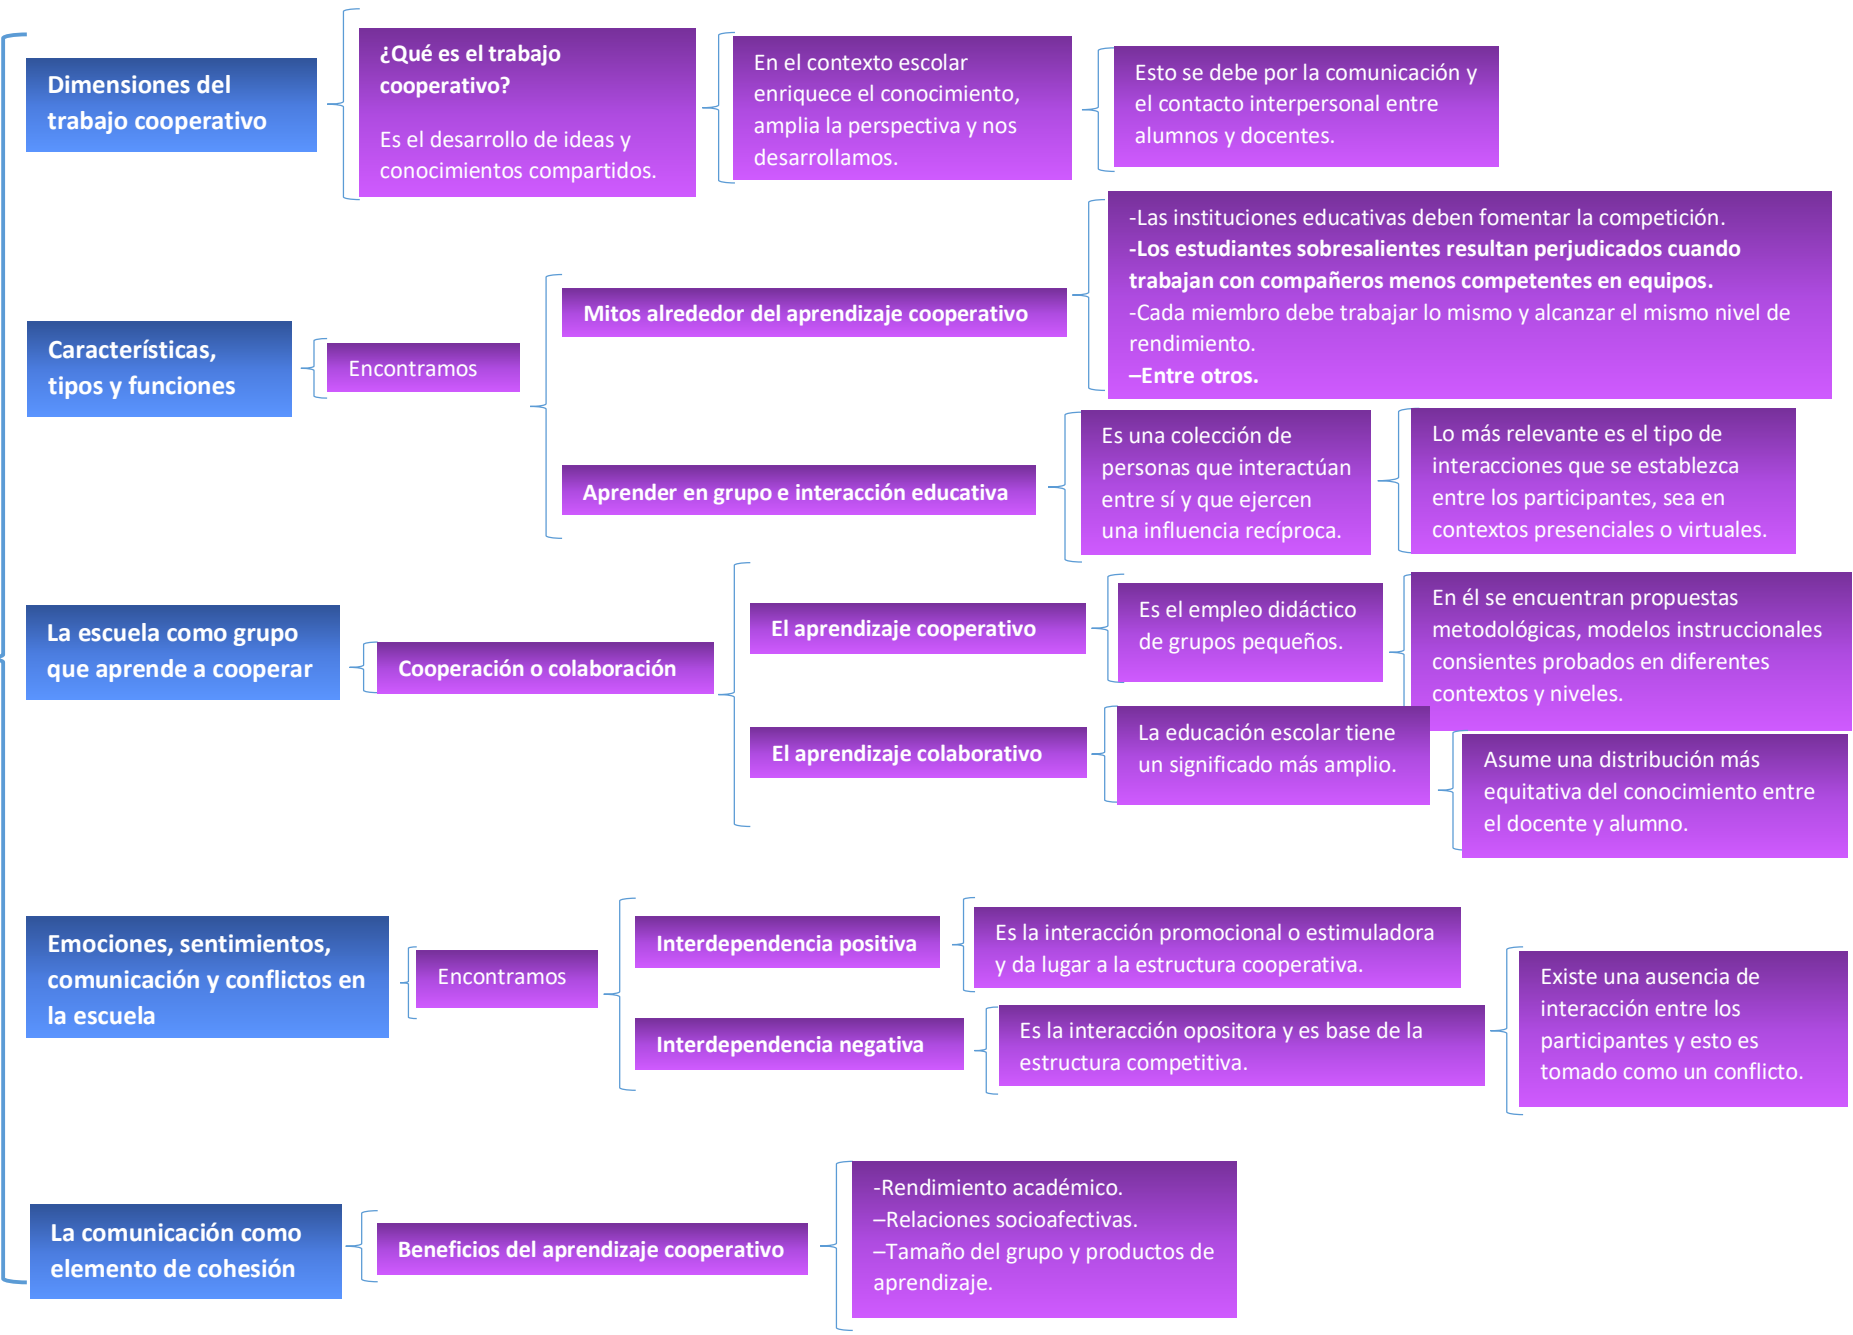 Dimensiones del
trabajo cooperativo
¿Qué es el trabajo
cooperativo?
Es el desarrollo de ideas y
conocimientos compartidos.
En el contexto escolar
enriquece el conocimiento,
amplia la perspectiva y nos
desarrollamos.
Esto se debe por la comunicación y
el contacto interpersonal entre
alumnos y docentes.
Características,
tipos y funciones
Encontramos
Mitos alrededor del aprendizaje cooperativo
-Las instituciones educativas deben fomentar la competición.
-Los estudiantes sobresalientes resultan perjudicados cuando
trabajan con compañeros menos competentes en equipos.
-Cada miembro debe trabajar lo mismo y alcanzar el mismo nivel de
rendimiento.
–Entre otros.
Aprender en grupo e interacción educativa
Es una colección de
personas que interactúan
entre sí y que ejercen
una influencia recíproca.
Lo más relevante es el tipo de
interacciones que se establezca
entre los participantes, sea en
contextos presenciales o virtuales.
La escuela como grupo
que aprende a cooperar
Cooperación o colaboración
El aprendizaje cooperativo
Es el empleo didáctico
de grupos pequeños.
En él se encuentran propuestas
metodológicas, modelos instruccionales
consientes probados en diferentes
contextos y niveles.
El aprendizaje colaborativo
La educación escolar tiene
un significado más amplio.
Asume una distribución más
equitativa del conocimiento entre
el docente y alumno.
Emociones, sentimientos,
comunicación y conflictos en
la escuela
Encontramos
Interdependencia positiva
Es la interacción promocional o estimuladora
y da lugar a la estructura cooperativa.
Interdependencia negativa
Es la interacción opositora y es base de la
estructura competitiva.
Existe una ausencia de
interacción entre los
participantes y esto es
tomado como un conflicto.
La comunicación como
elemento de cohesión
Beneficios del aprendizaje cooperativo
-Rendimiento académico.
–Relaciones socioafectivas.
–Tamaño del grupo y productos de
aprendizaje.